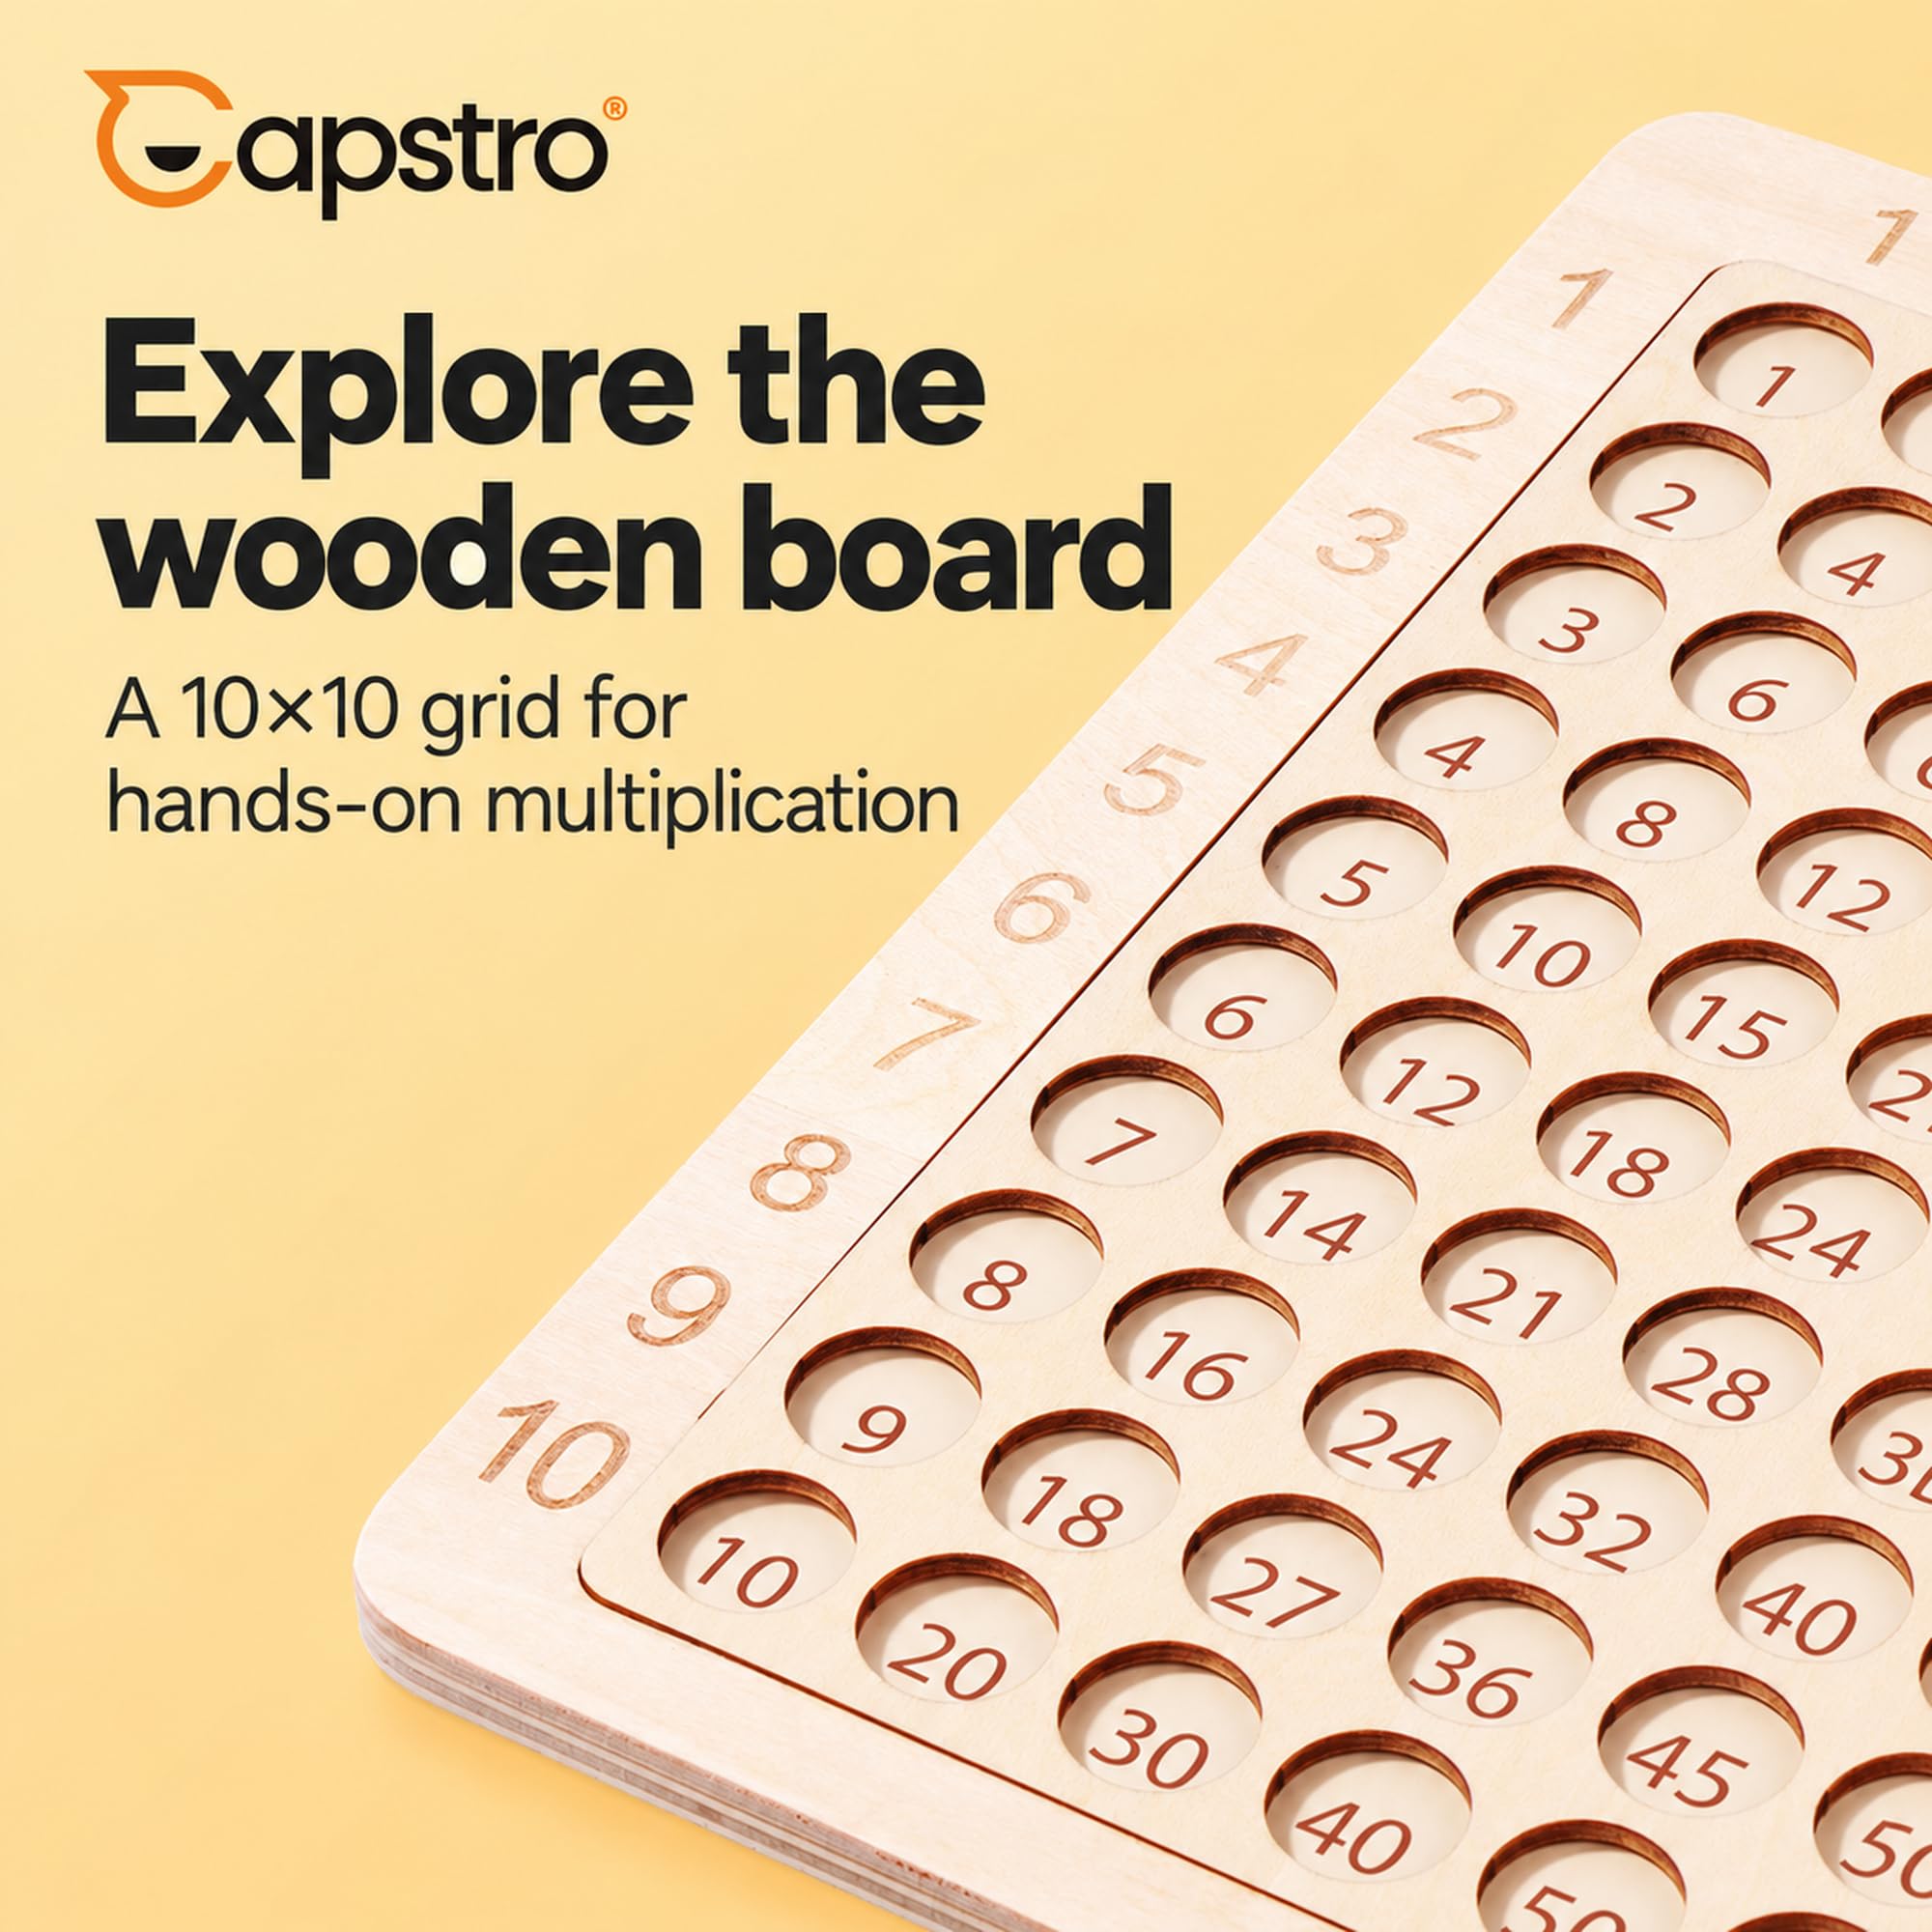 Capstro®
Explore the
wooden board
A 10×10 grid for
hands-on multiplication
1
1 1
2 2 4
3 3 6
4 4 8 12
5 5 10 15
6 6 12 18 24
7 7 14 21 28
8 8 16 24 32 40
9 9 18 27 36 45
10 10 20 30 40 50